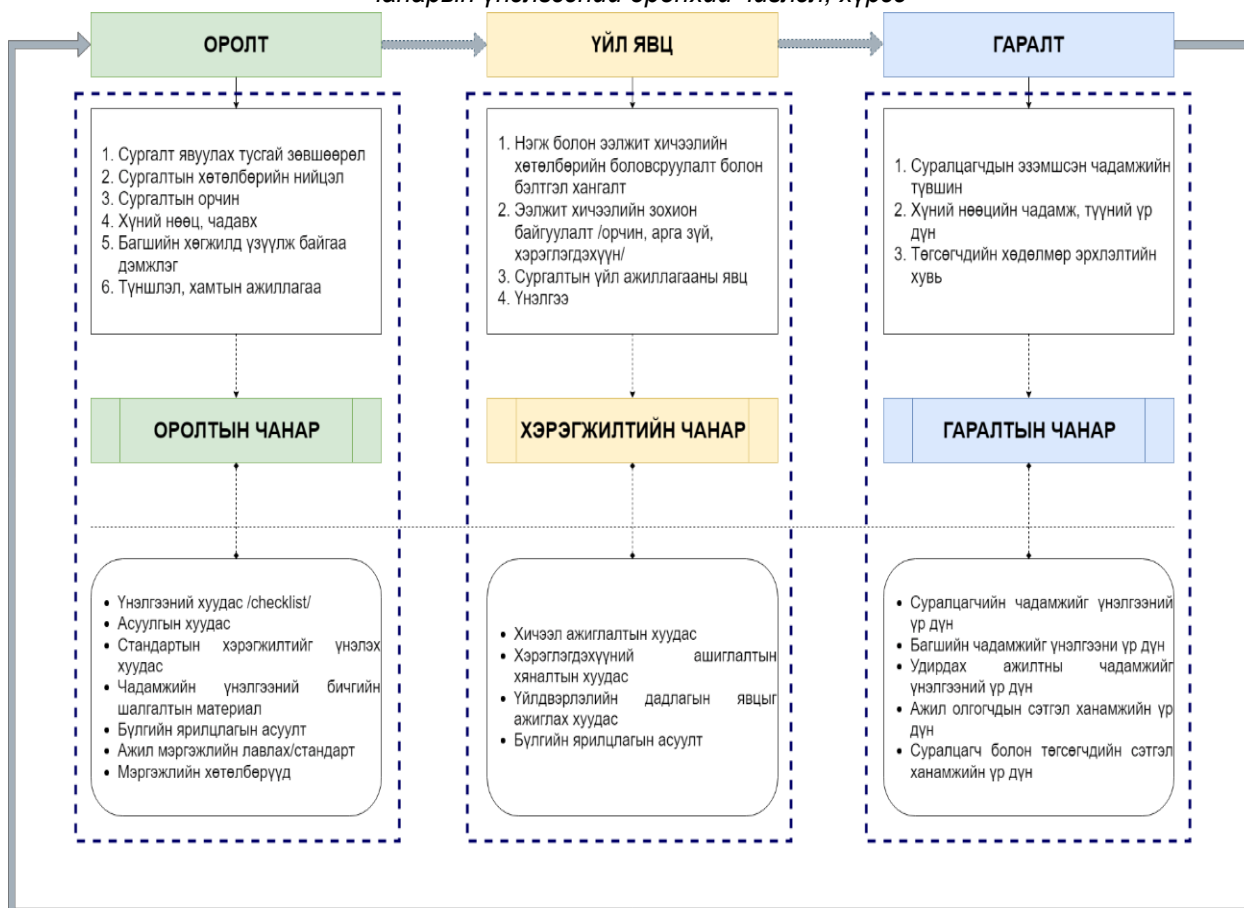 чанарын үнэлгээний ерөнхий чиглэл, хүрээ
ОРОЛТ
ҮЙЛ ЯВЦ
ГАРАЛТ
1. Сургалт явуулах тусгай зөвшөөрөл
2. Сургалтын хөтөлбөрийн нийцэл
3. Сургалтын орчин
4. Хүний нөөц, чадавх
5. Багшийн хөгжилд үзүүлж байгаа
дэмжлэг
6. Түншлэл, хамтын ажиллагаа
1. Нэгж болон ээлжит хичээлийн
хөтөлбөрийн боловсруулалт болон
бэлтгэл хангалт
2. Ээлжит хичээлийн зохион
байгуулалт /орчин, арга зүй,
хэрэглэгдэхүүн/
3. Сургалтын үйл ажиллагааны явц
4. Үнэлгээ
1. Суралцагчдын эзэмшсэн чадамжийн
түвшин
2. Хүний нөөцийн чадамж, түүний үр
дүн
3. Төгсөгчдийн хөдөлмөр эрхлэлтийн
хувь
ОРОЛТЫН ЧАНАР
ХЭРЭГЖИЛТИЙН ЧАНАР
ГАРАЛТЫН ЧАНАР
• Үнэлгээний хуудас /checklist/
• Асуулгын хуудас
• Стандартын хэрэгжилтийг үнэлэх
хуудас
• Чадамжийн үнэлгээний бичгийн
шалгалтын материал
• Бүлгийн ярилцлагын асуулт
• Ажил мэргэжлийн лавлах/стандарт
• Мэргэжлийн хөтөлбөрүүд
• Хичээл ажиглалтын хуудас
• Хэрэглэгдэхүүний ашиглалтын
хяналтын хуудас
• Үйлдвэрлэлийн дадлагын явцыг
ажиглах хуудас
• Бүлгийн ярилцлагын асуулт
• Суралцагчийн чадамжийг үнэлгээний
үр дүн
• Багшийн чадамжийг үнэлгээни үр дүн
• Удирдах ажилтны чадамжийг
үнэлгээний үр дүн
• Ажил олгогчдын сэтгэл ханамжийн үр
дүн
• Суралцагч болон төгсөгчдийн сэтгэл
ханамжийн үр дүн